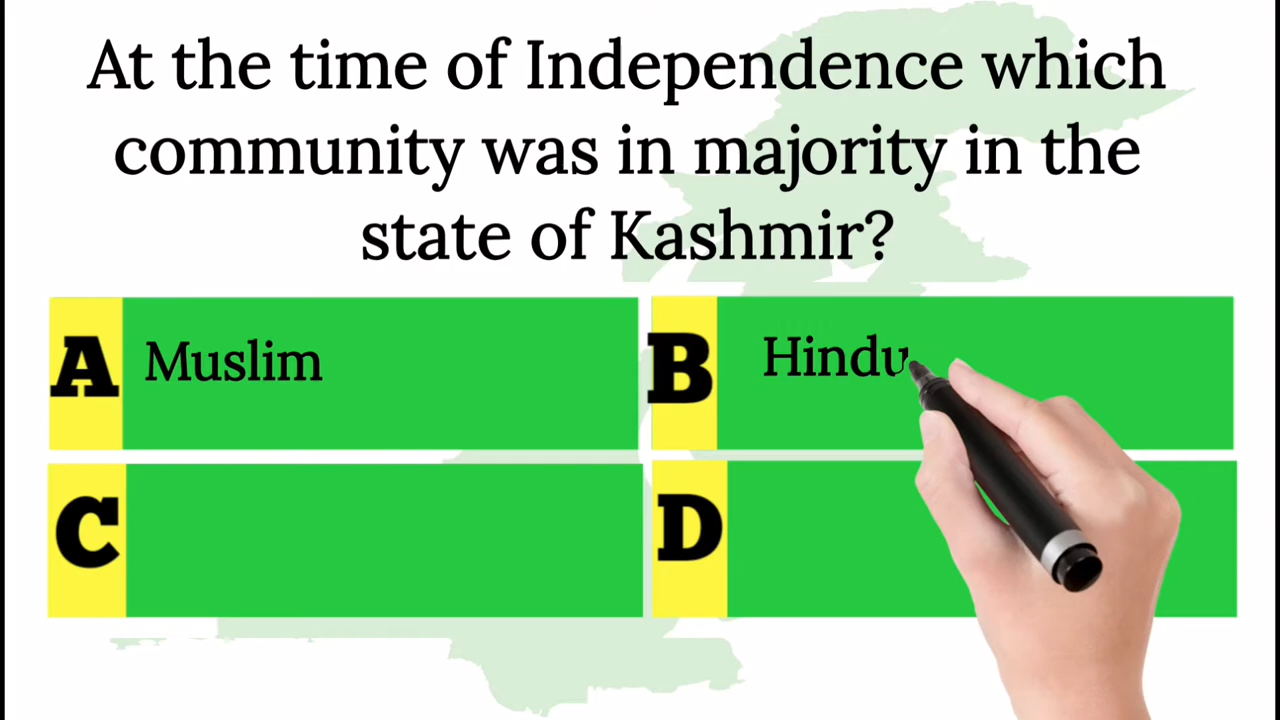 At the time of Independence which
community was in majority in the
state of Kashmir?
A Muslim
B Hindu
C
D